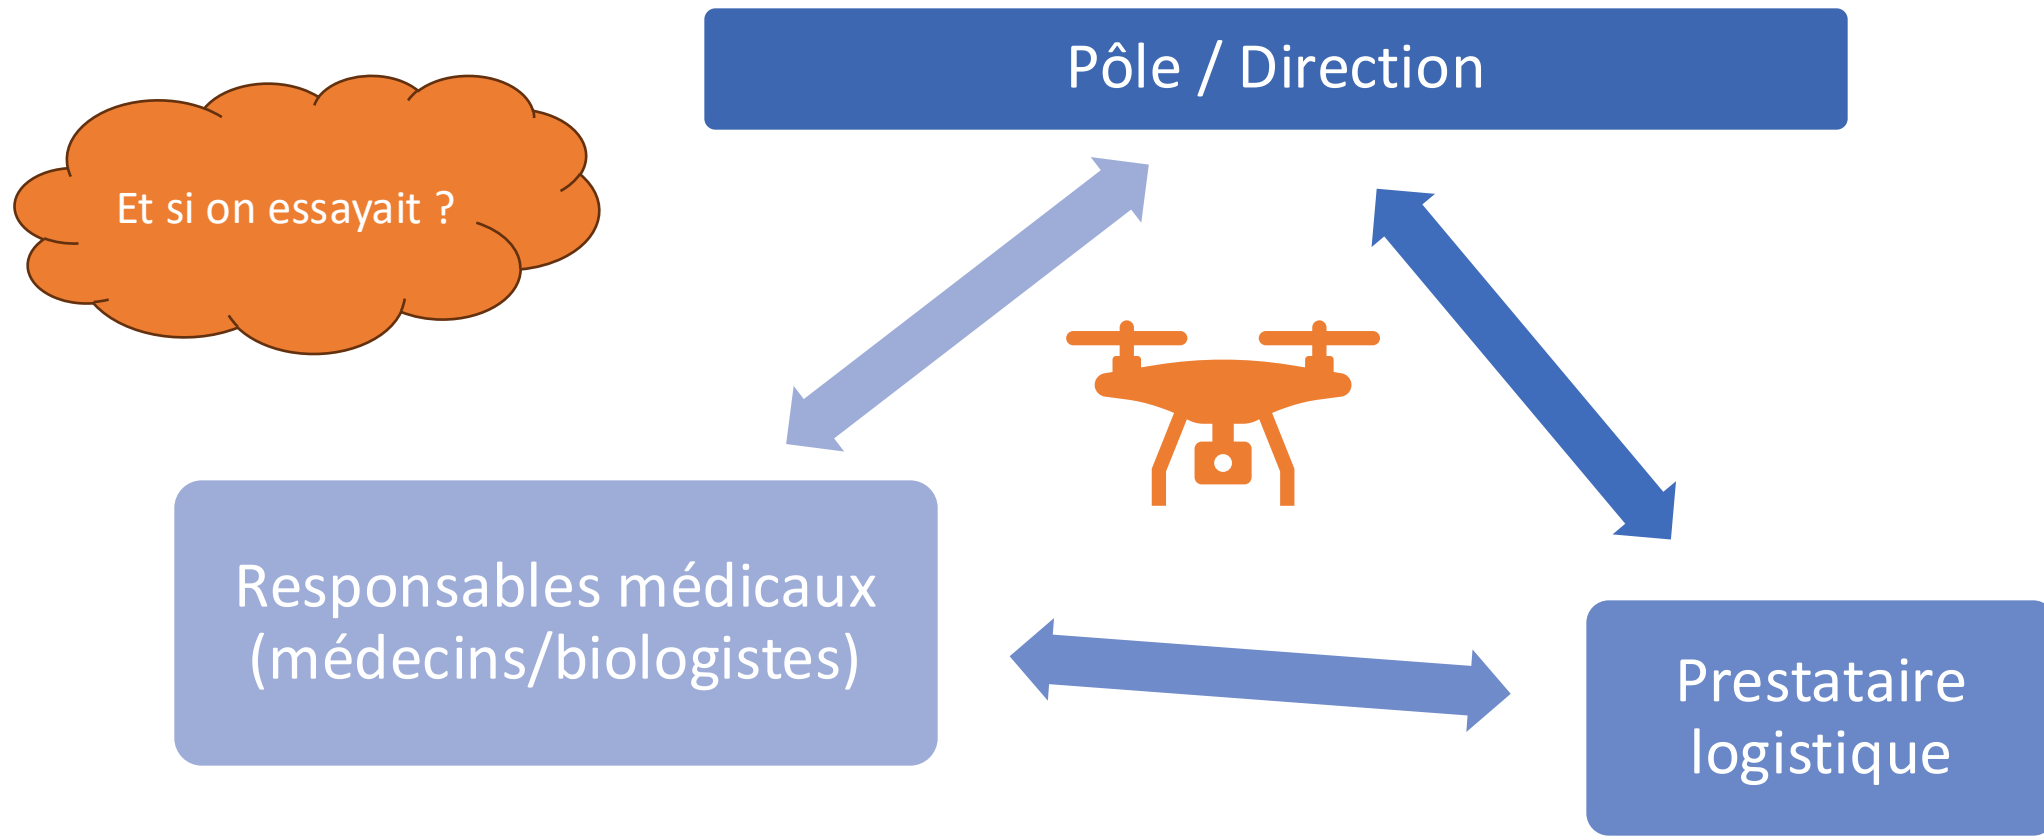 Pôle / Direction
Et si on essayait ?
Responsables médicaux
(médecins/biologistes)
Prestataire
logistique